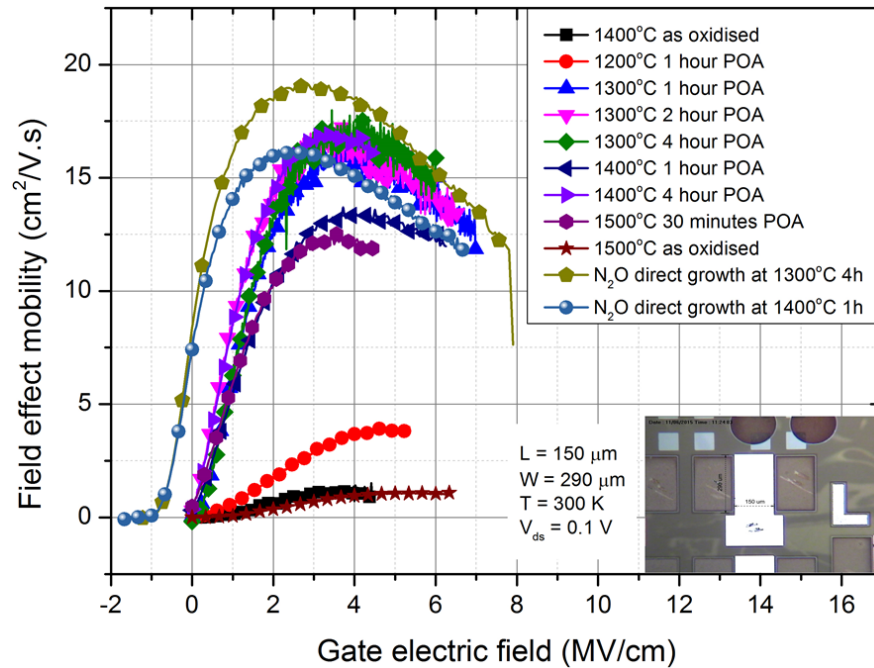 Field effect mobility (cm²/V.s)
20
15
10
5
0
-2 0 2 4 6 8 10 12 14 16
Gate electric field (MV/cm)
1400°C as oxidised
1200°C 1 hour POA
1300°C 1 hour POA
1300°C 2 hour POA
1300°C 4 hour POA
1400°C 1 hour POA
1400°C 4 hour POA
1500°C 30 minutes POA
1500°C as oxidised
N₂O direct growth at 1300°C 4h
N₂O direct growth at 1400°C 1h
L = 150 μm
W = 290 μm
T = 300 K
V_ds = 0.1 V
150 um